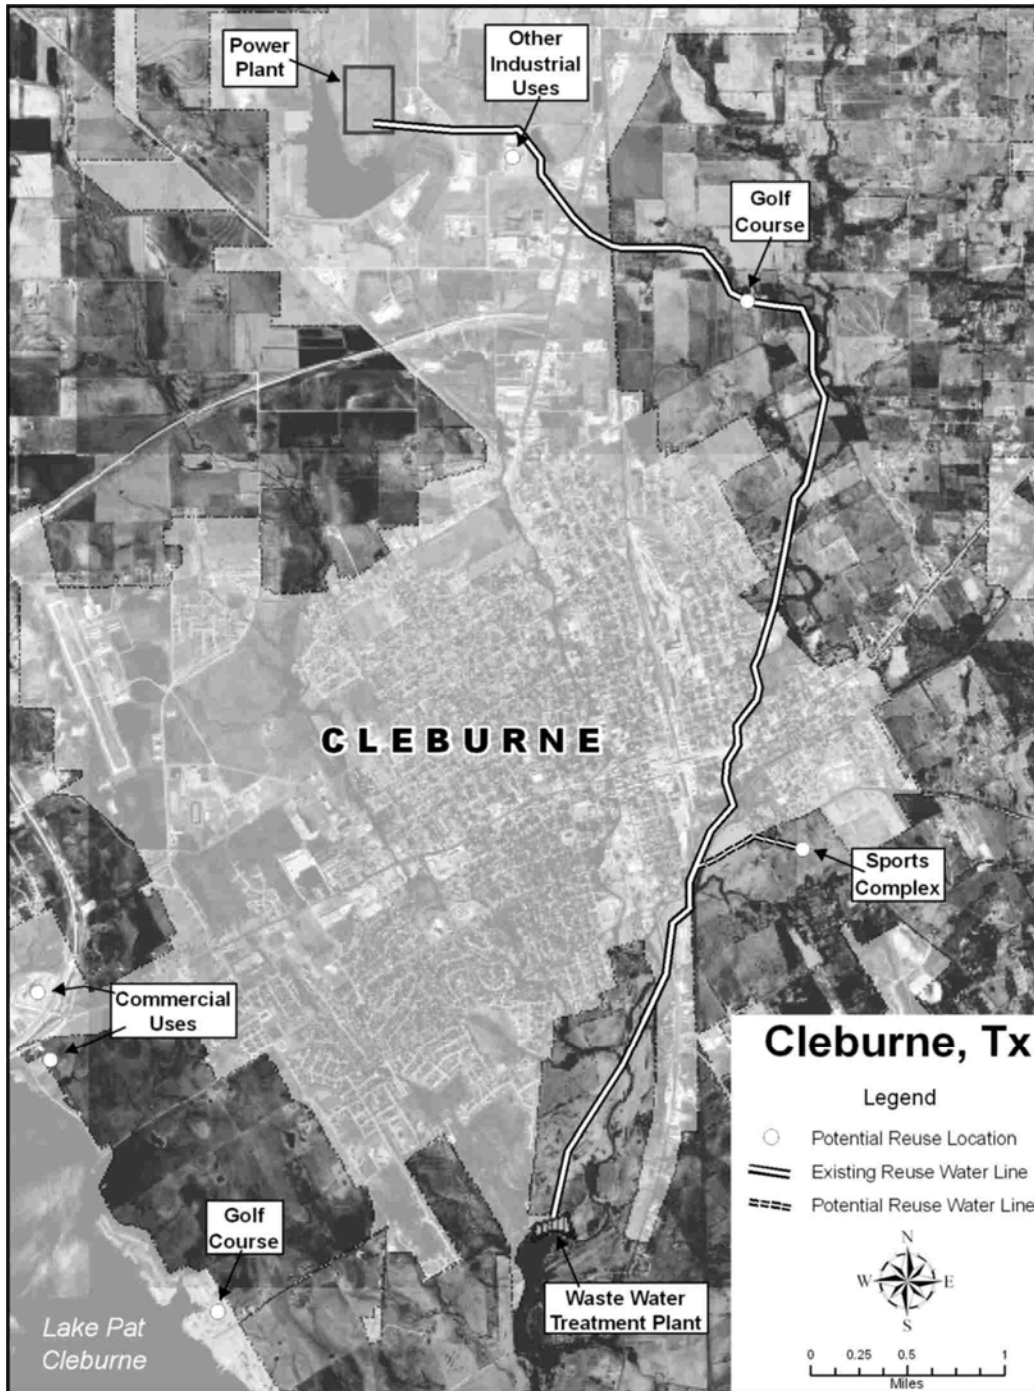 Power
Plant
Other
Industrial
Uses
Golf
Course
CLEBURNE
Sports
Complex
Commercial
Uses
Golf
Course
Waste Water
Treatment Plant
Lake Pat
Cleburne
Cleburne, Tx
Legend
Potential Reuse Location
Existing Reuse Water Line
Potential Reuse Water Line
N
W E
S
0 0.25 0.5 1
Miles